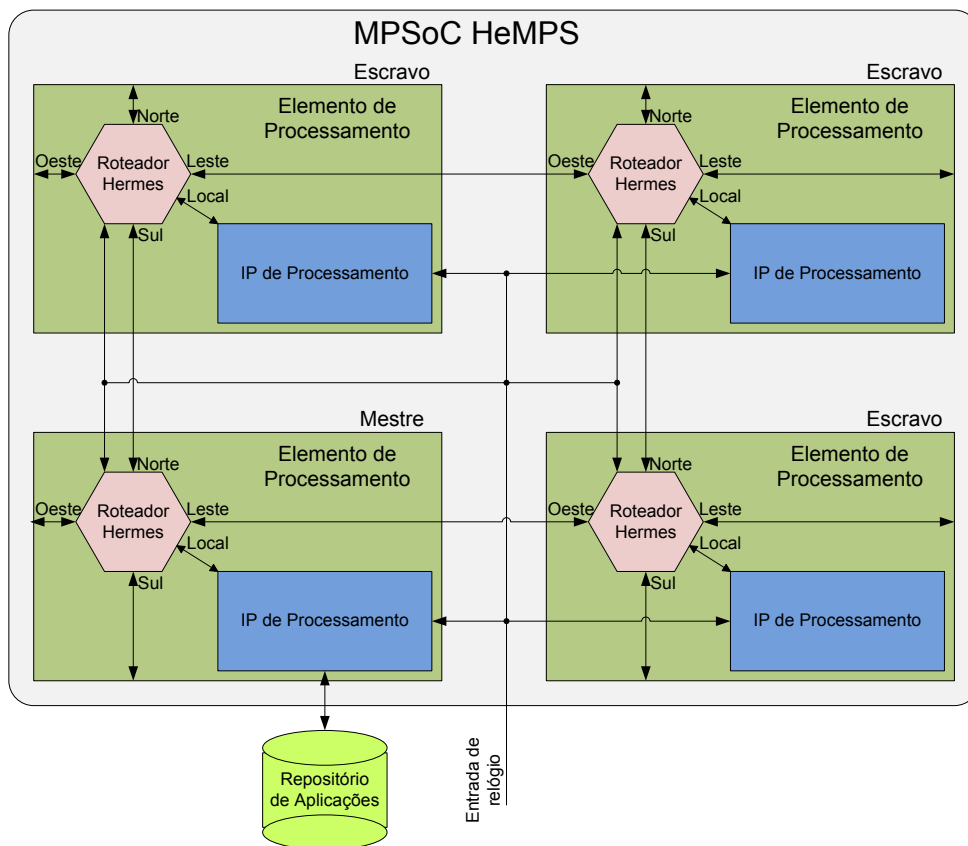 MPSoC HeMPS
Escravo
Elemento de
Processamento
Norte
Oeste
Roteador
Hermes
Leste
Local
Sul
IP de Processamento
Escravo
Elemento de
Processamento
Norte
Oeste
Roteador
Hermes
Leste
Local
Sul
IP de Processamento
Mestre
Elemento de
Processamento
Norte
Oeste
Roteador
Hermes
Leste
Local
Sul
IP de Processamento
Escravo
Elemento de
Processamento
Norte
Oeste
Roteador
Hermes
Leste
Local
Sul
IP de Processamento
Repositório
de Aplicações
Entrada de
relógio